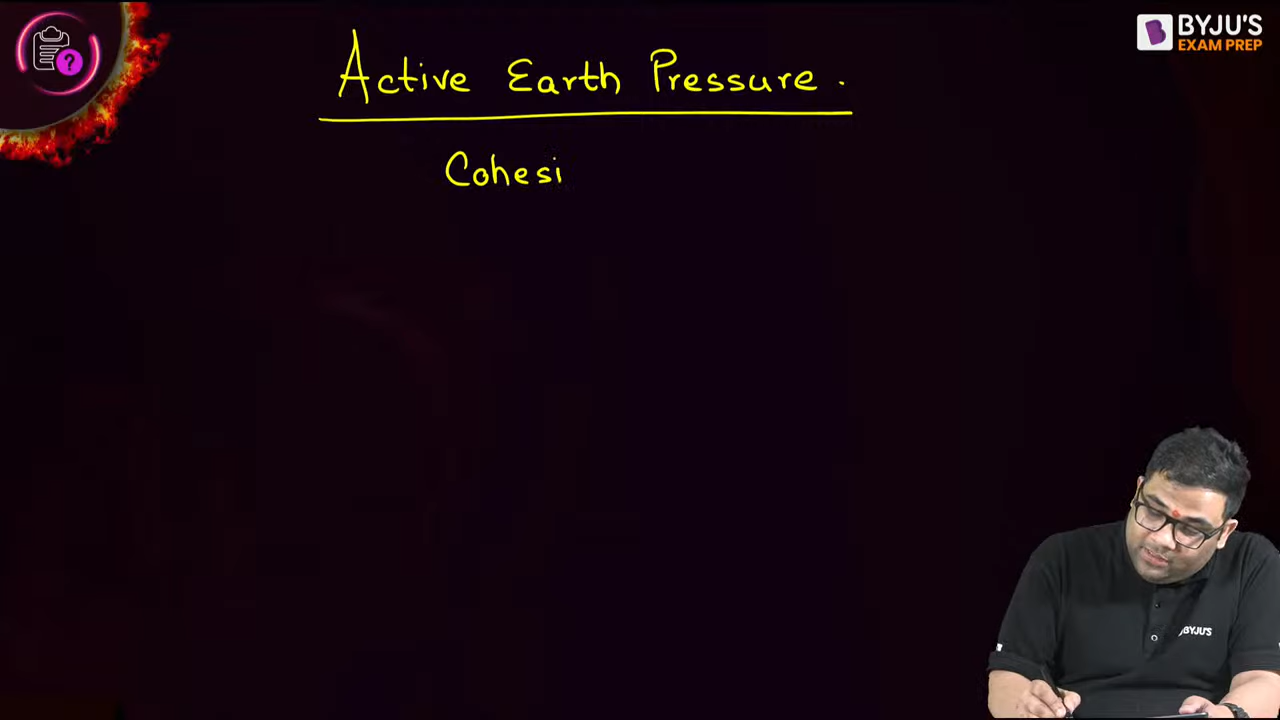 BYJU'S
EXAM PREP
Active Earth Pressure.
Cohesi
?
BYJU'S